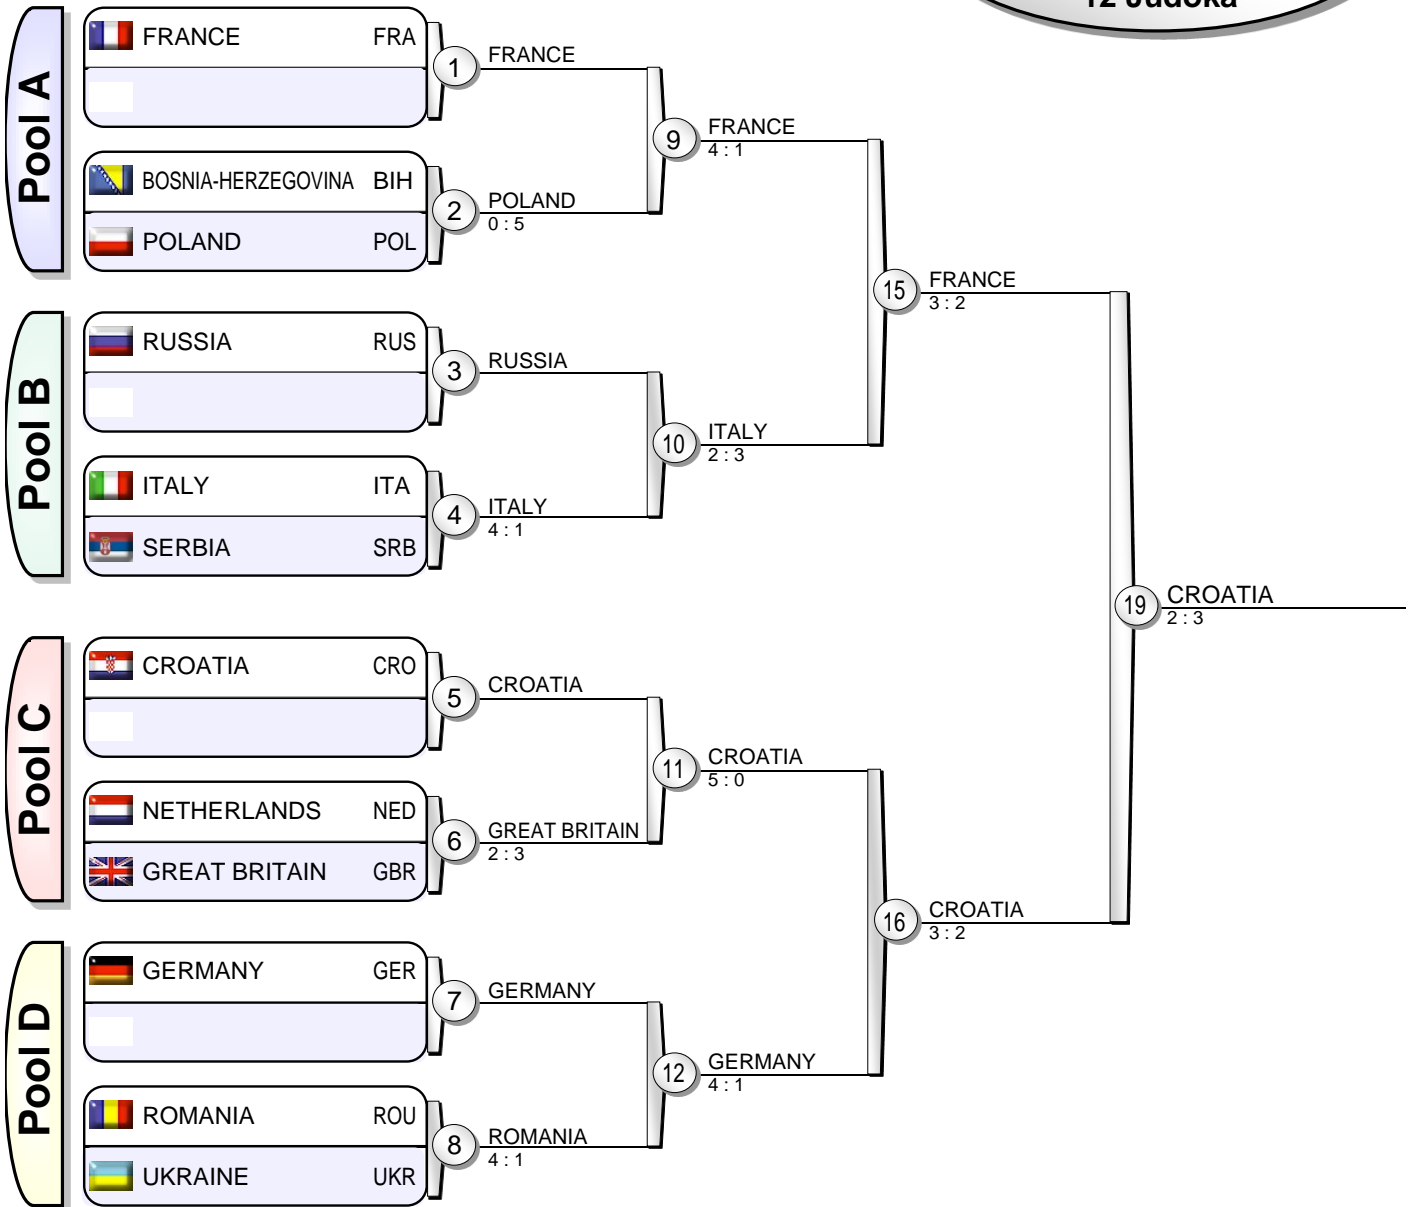 12 Judoka
Pool A
FRANCE FRA
1
FRANCE
BOSNIA-HERZEGOVINA BIH
POLAND POL
2
POLAND
0 : 5
9
FRANCE
4 : 1
Pool B
RUSSIA RUS
3
RUSSIA
ITALY ITA
SERBIA SRB
4
ITALY
4 : 1
10
ITALY
2 : 3
15
FRANCE
3 : 2
Pool C
CROATIA CRO
5
CROATIA
NETHERLANDS NED
GREAT BRITAIN GBR
6
GREAT BRITAIN
2 : 3
11
CROATIA
5 : 0
Pool D
GERMANY GER
7
GERMANY
ROMANIA ROU
UKRAINE UKR
8
ROMANIA
4 : 1
12
GERMANY
4 : 1
16
CROATIA
3 : 2
19
CROATIA
2 : 3